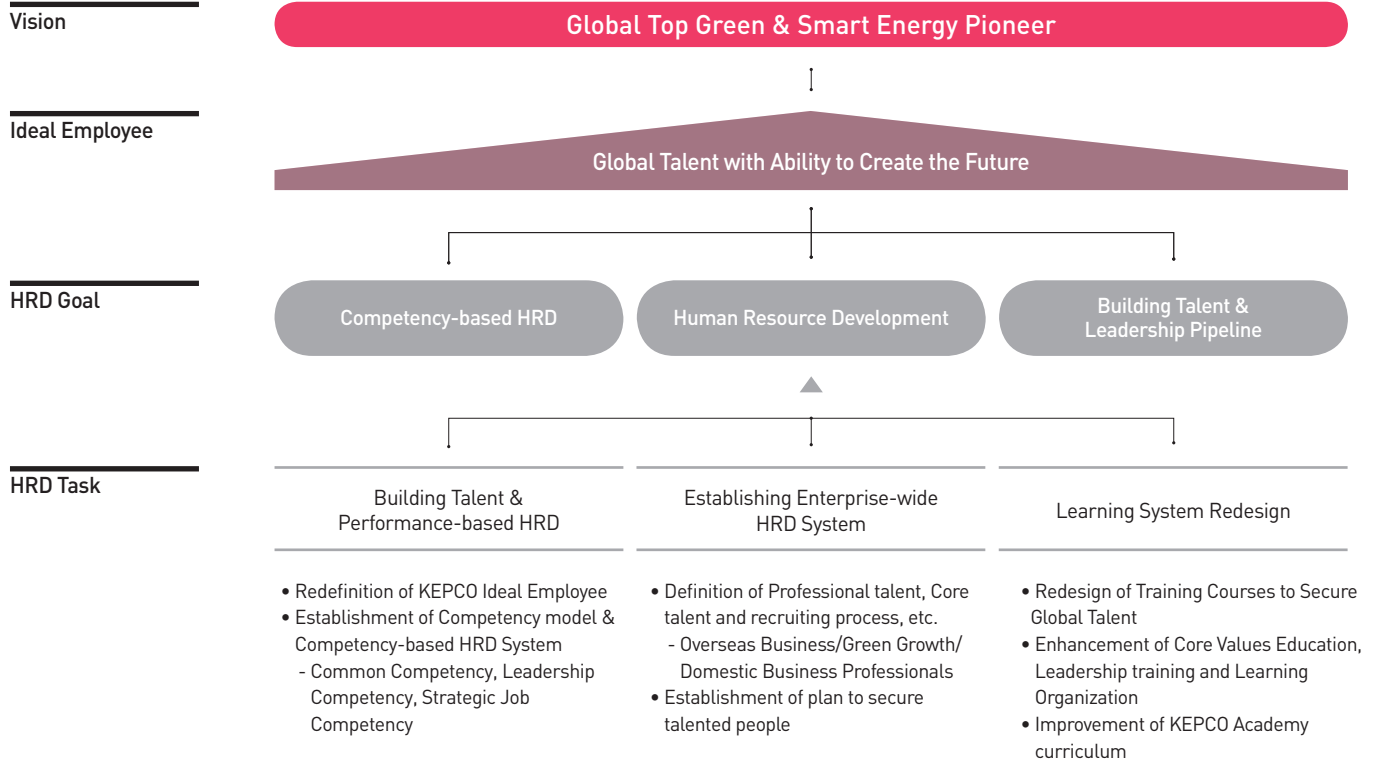 Vision
Global Top Green & Smart Energy Pioneer
Ideal Employee
Global Talent with Ability to Create the Future
HRD Goal
Competency-based HRD
Human Resource Development
Building Talent &
Leadership Pipeline
HRD Task
Building Talent &
Performance-based HRD
Establishing Enterprise-wide
HRD System
Learning System Redesign
• Redefinition of KEPCO Ideal Employee
• Establishment of Competency model &
Competency-based HRD System
- Common Competency, Leadership
Competency, Strategic Job
Competency
• Definition of Professional talent, Core
talent and recruiting process, etc.
- Overseas Business/Green Growth/
Domestic Business Professionals
• Establishment of plan to secure
talented people
• Redesign of Training Courses to Secure
Global Talent
• Enhancement of Core Values Education,
Leadership training and Learning
Organization
• Improvement of KEPCO Academy
curriculum